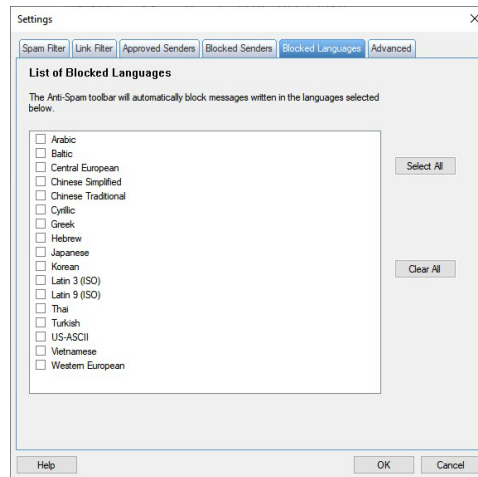 Settings
Spam Filter
Link Filter
Approved Senders
Blocked Senders
Blocked Languages
Advanced
List of Blocked Languages
The Anti-Spam toolbar will automatically block messages written in the languages selected
below.
Arabic
Baltic
Central European
Chinese Simplified
Chinese Traditional
Cyrillic
Greek
Hebrew
Japanese
Korean
Latin 3 (ISO)
Latin 9 (ISO)
Thai
Turkish
US-ASCII
Vietnamese
Western European
Select All
Clear All
Help
OK
Cancel